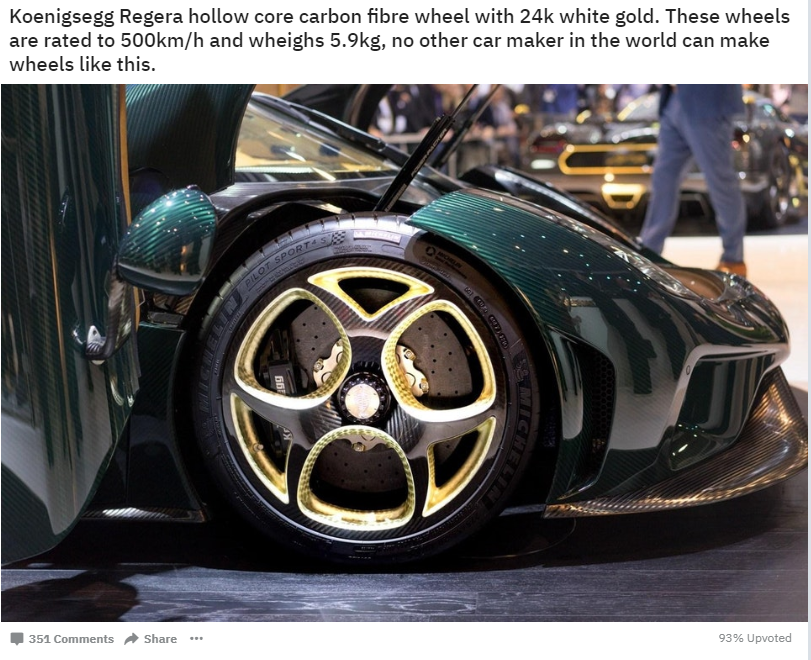 Koenigsegg Regera hollow core carbon fibre wheel with 24k white gold. These wheels
are rated to 500km/h and wheighs 5.9kg, no other car maker in the world can make
wheels like this.
PILOT SPORT 4 S
MICHELIN
MICHELIN
351 Comments Share
93% Upvoted